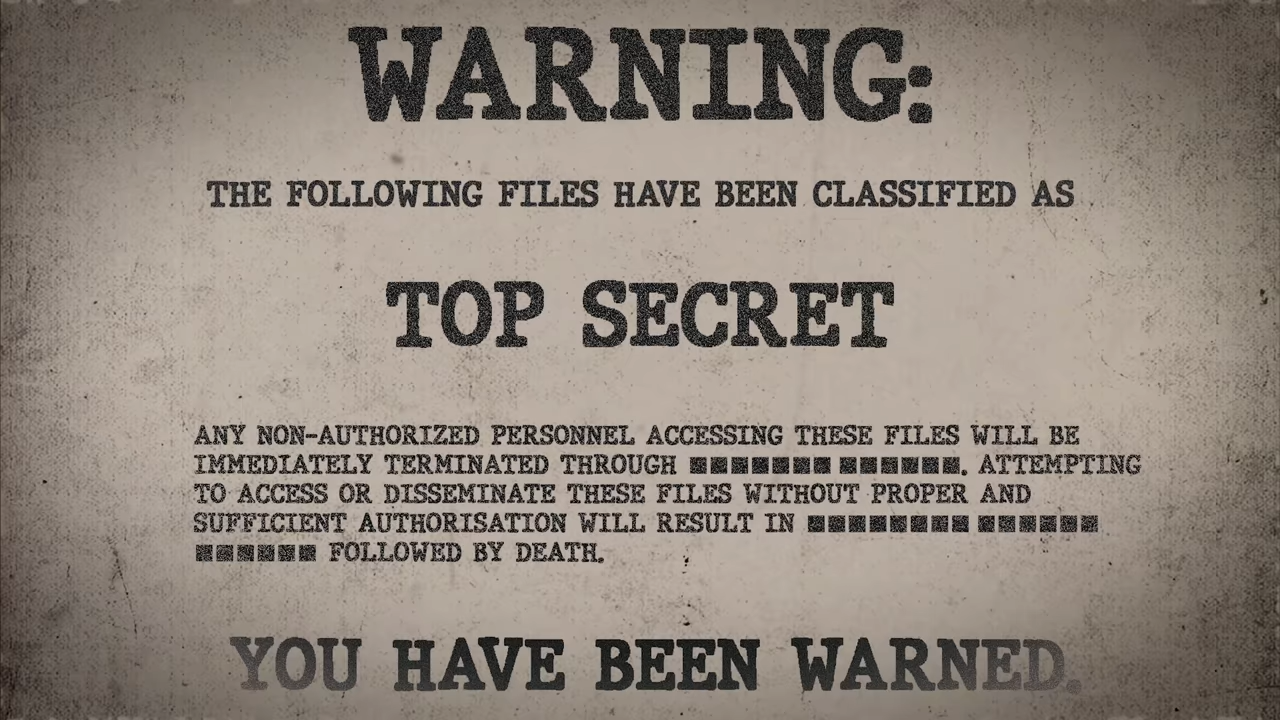 WARNING:
THE FOLLOWING FILES HAVE BEEN CLASSIFIED AS
TOP SECRET
ANY NON-AUTHORIZED PERSONNEL ACCESSING THESE FILES WILL BE
IMMEDIATELY TERMINATED THROUGH ■■■■■■■ ■■■■■■. ATTEMPTING
TO ACCESS OR DISSEMINATE THESE FILES WITHOUT PROPER AND
SUFFICIENT AUTHORISATION WILL RESULT IN ■■■■■■■■ ■■■■■■
■■■■■■ FOLLOWED BY DEATH.
YOU HAVE BEEN WARNED.